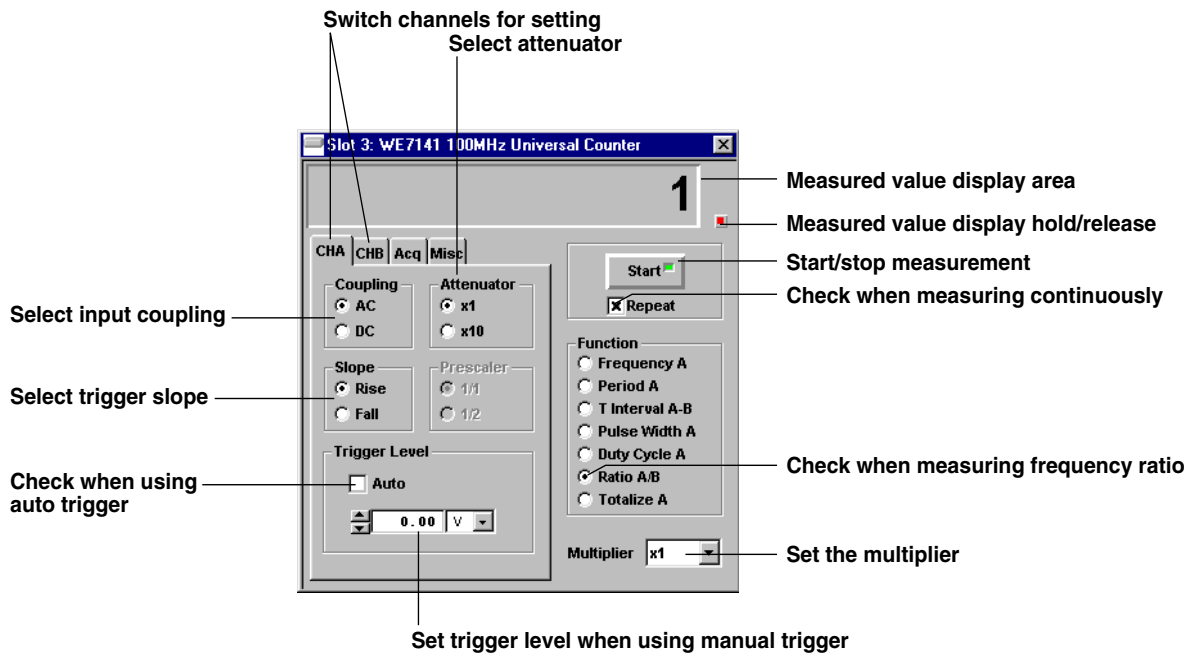 Switch channels for setting
Select attenuator
Slot 3: WE7141 100MHz Universal Counter
1
Measured value display area
Measured value display hold/release
CHA CHB Acq Misc
Start
Start/stop measurement
Repeat
Check when measuring continuously
Coupling
AC
DC
Select input coupling
Attenuator
x1
x10
Slope
Rise
Fall
Select trigger slope
Prescaler
1/1
1/2
Trigger Level
Auto
Check when using
auto trigger
0.00 V
Set trigger level when using manual trigger
Function
Frequency A
Period A
T Interval A-B
Pulse Width A
Duty Cycle A
Ratio A/B
Totalize A
Check when measuring frequency ratio
Multiplier x1
Set the multiplier